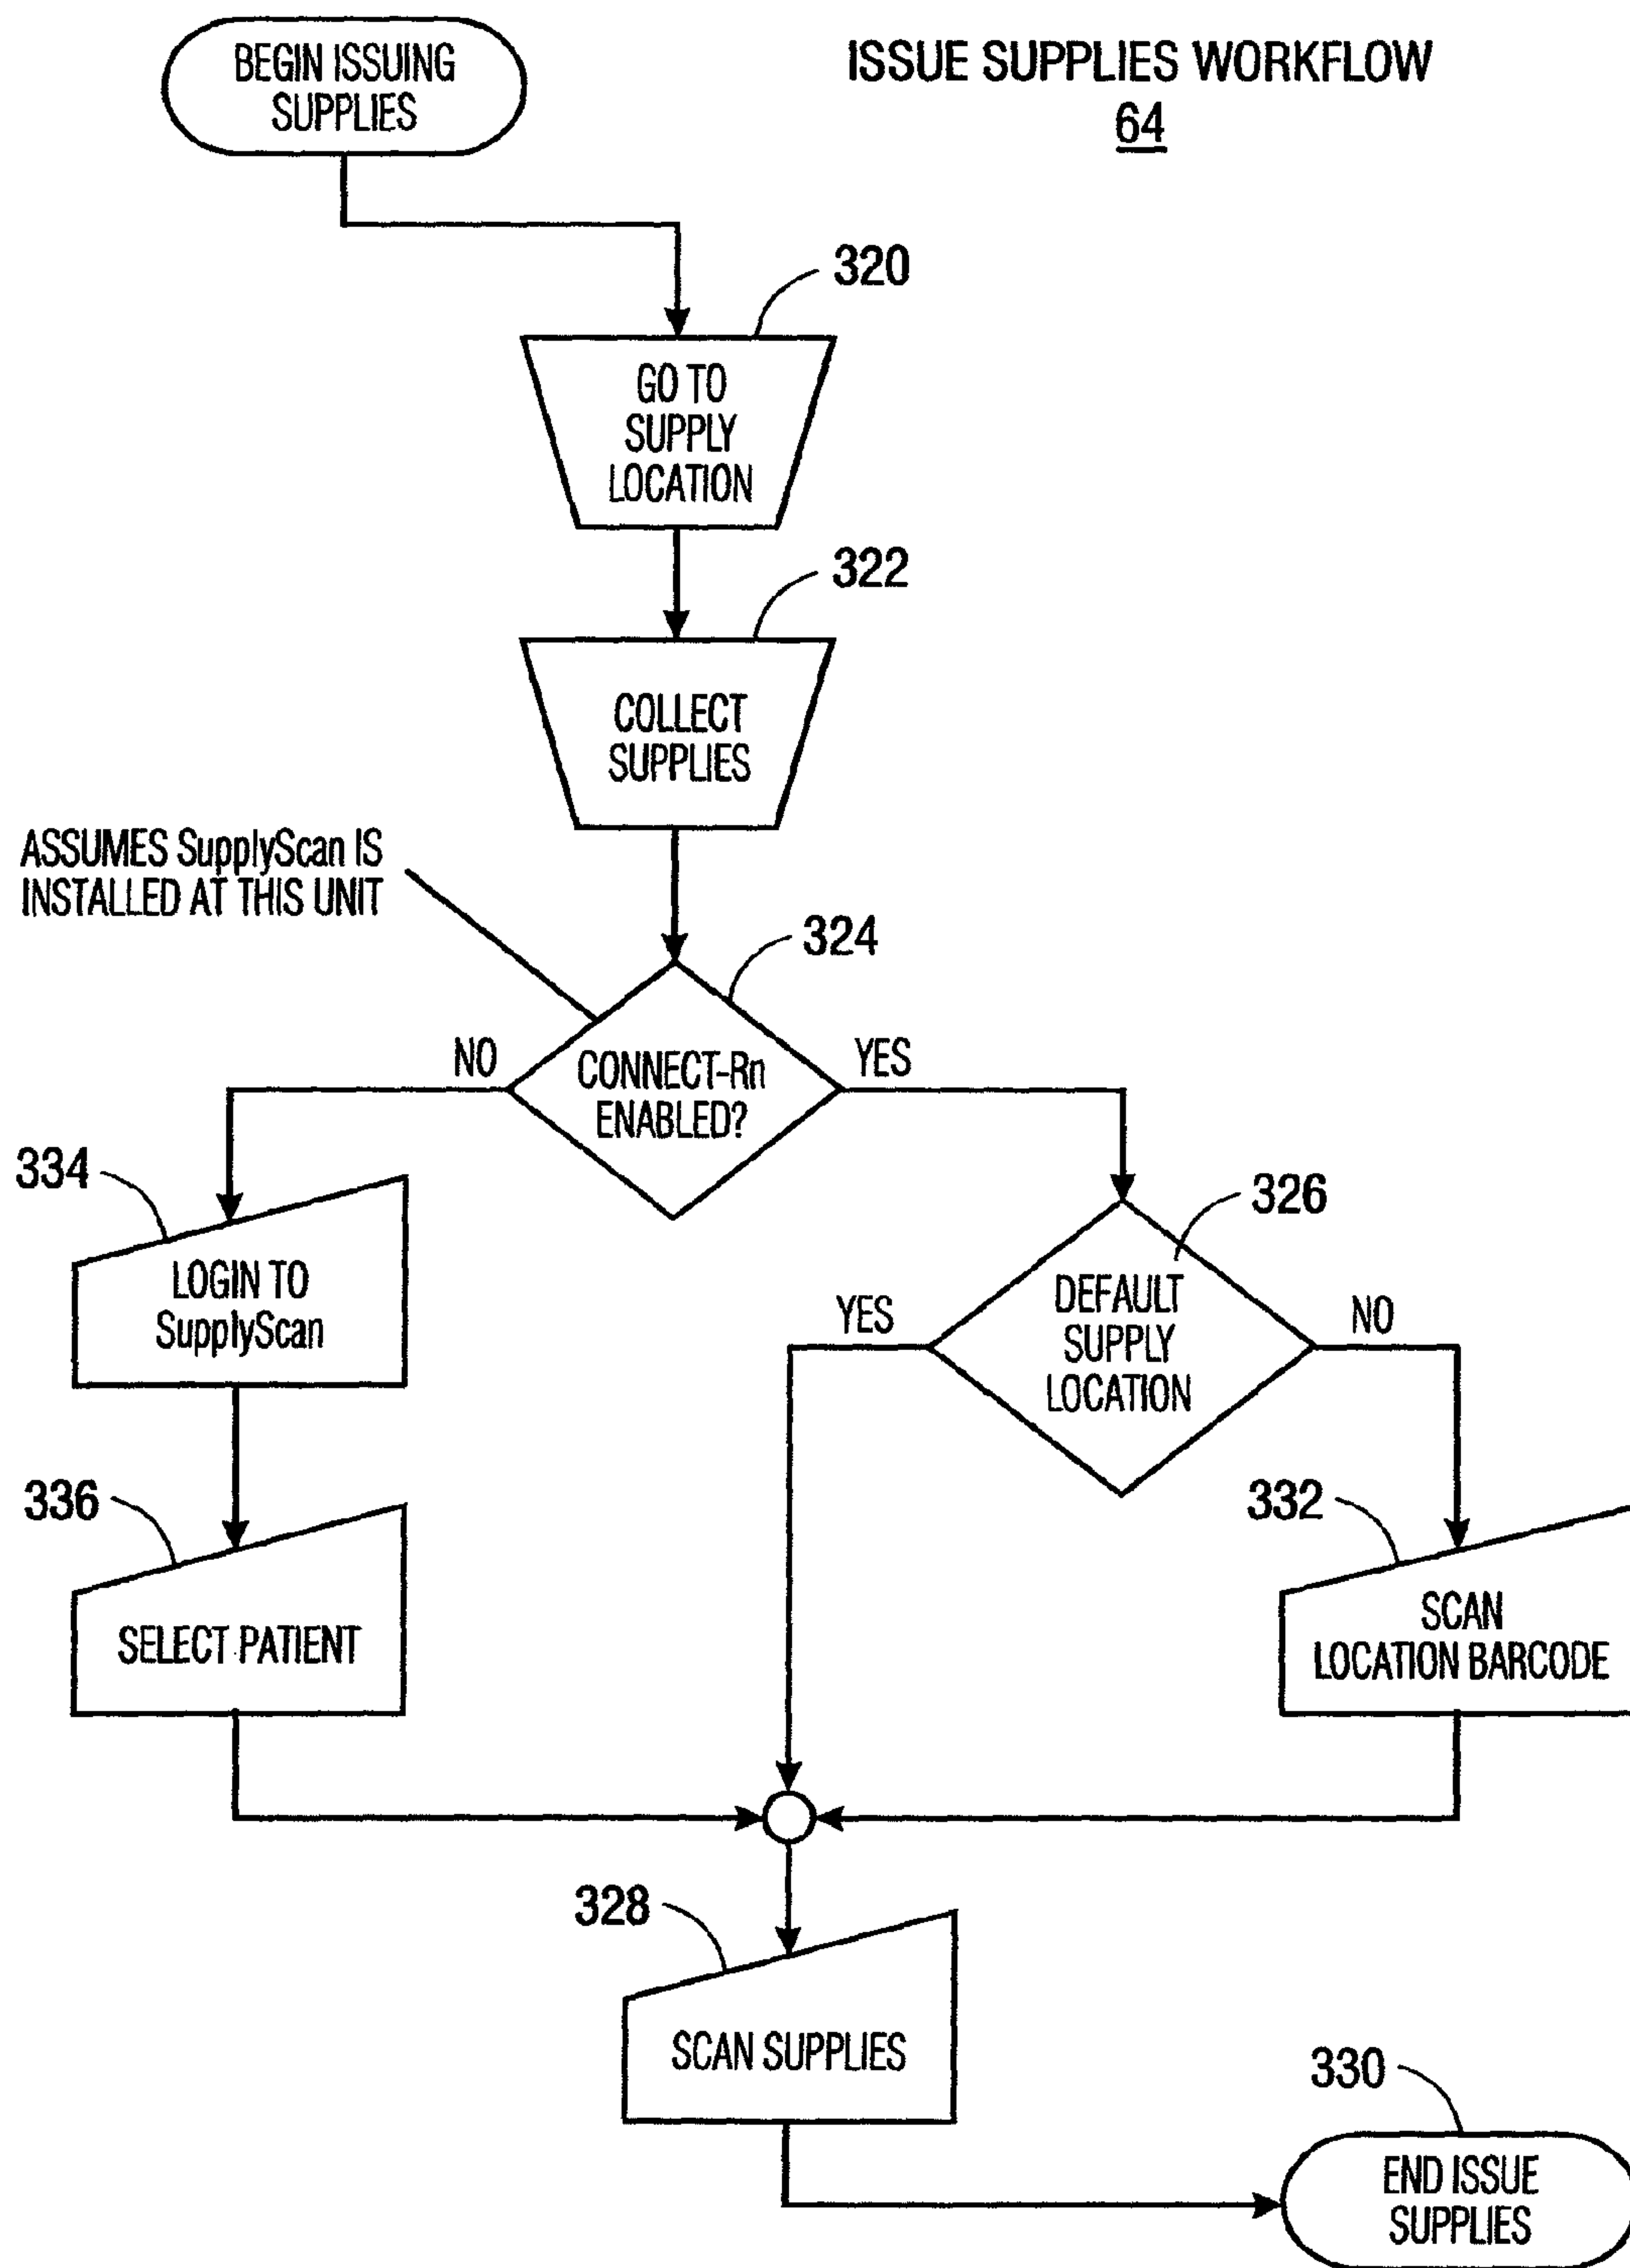 BEGIN ISSUING
SUPPLIES
ISSUE SUPPLIES WORKFLOW
64
320
GO TO
SUPPLY
LOCATION
322
COLLECT
SUPPLIES
ASSUMES SupplyScan IS
INSTALLED AT THIS UNIT
324
NO
CONNECT-Rn
ENABLED?
YES
334
LOGIN TO
SupplyScan
326
YES
DEFAULT
SUPPLY
LOCATION
NO
336
SELECT PATIENT
332
SCAN
LOCATION BARCODE
328
SCAN SUPPLIES
330
END ISSUE
SUPPLIES